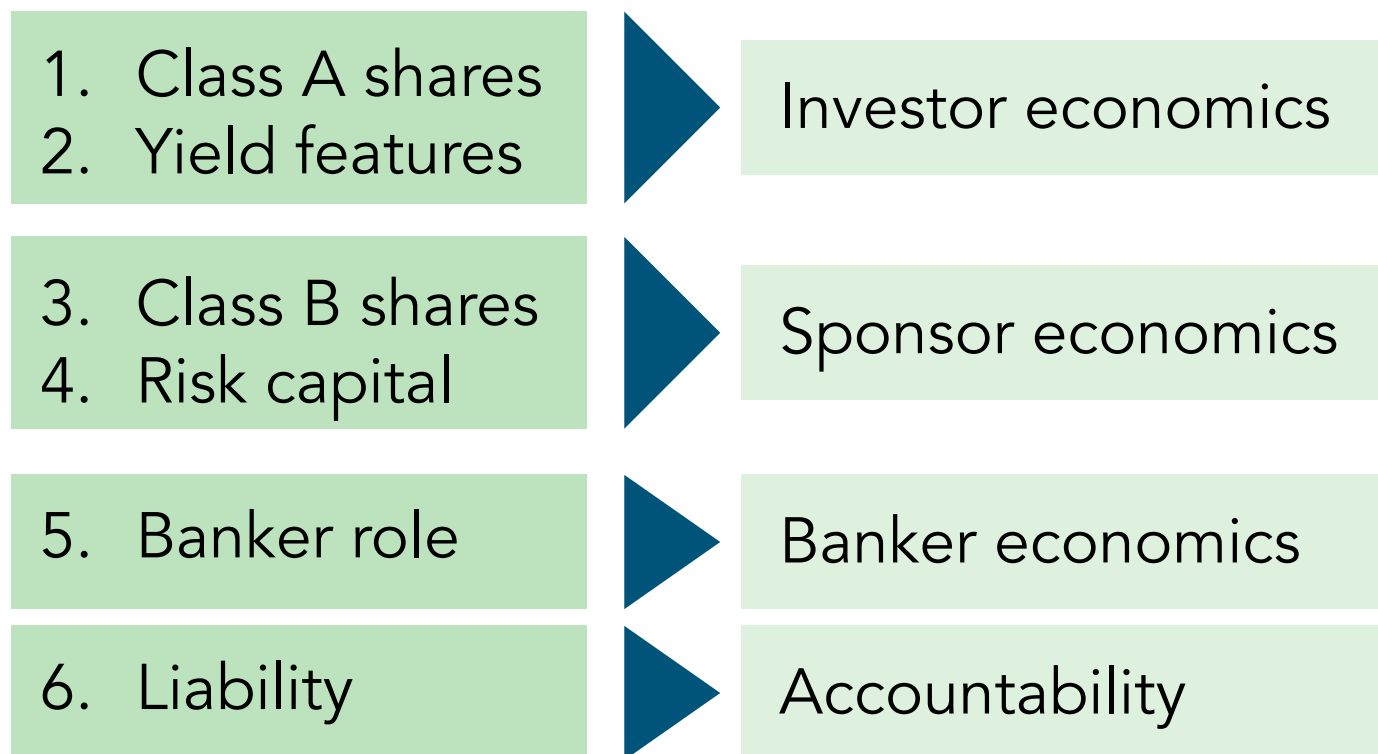 1. Class A shares
2. Yield features
Investor economics
3. Class B shares
4. Risk capital
Sponsor economics
5. Banker role
Banker economics
6. Liability
Accountability